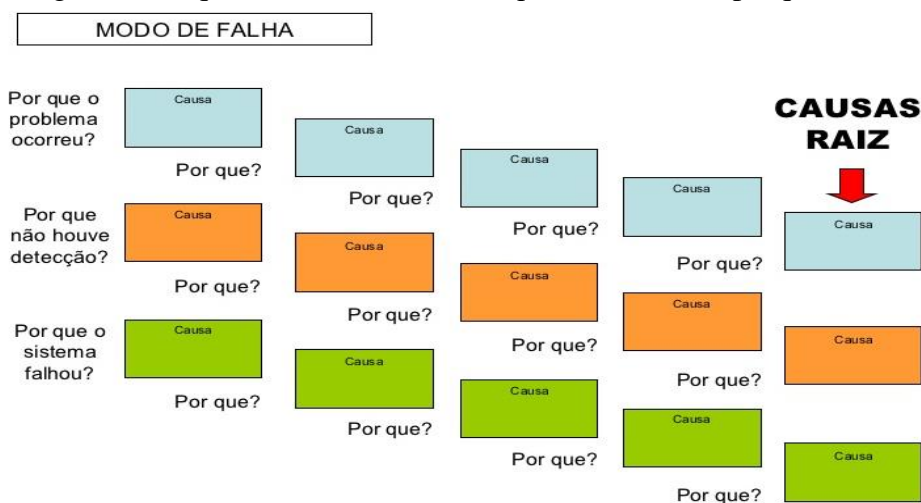 MODO DE FALHA
Por que o
problema
ocorreu?
Causa
Por que?
Causa
Por que?
Causa
Por que?
Causa
Por que?
CAUSAS
RAIZ
Causa
Por que
não houve
detecção?
Causa
Por que?
Causa
Por que?
Causa
Por que?
Causa
Por que?
Causa
Por que o
sistema
falhou?
Causa
Por que?
Causa
Por que?
Causa
Por que?
Causa
Por que?
Causa